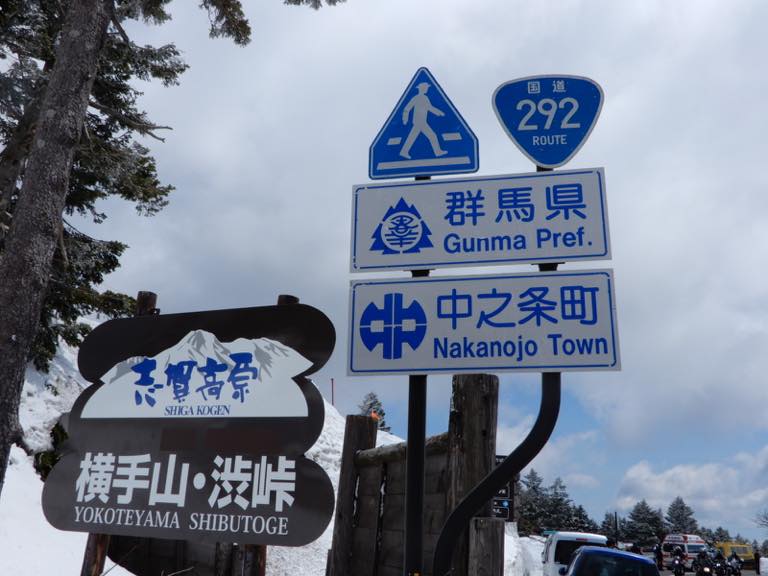 国道
292
ROUTE
群馬県
Gunma Pref.
中之条町
Nakanojo Town
志賀高原
SHIGA KOGEN
横手山・渋峠
YOKOTEYAMA SHIBUTOGE